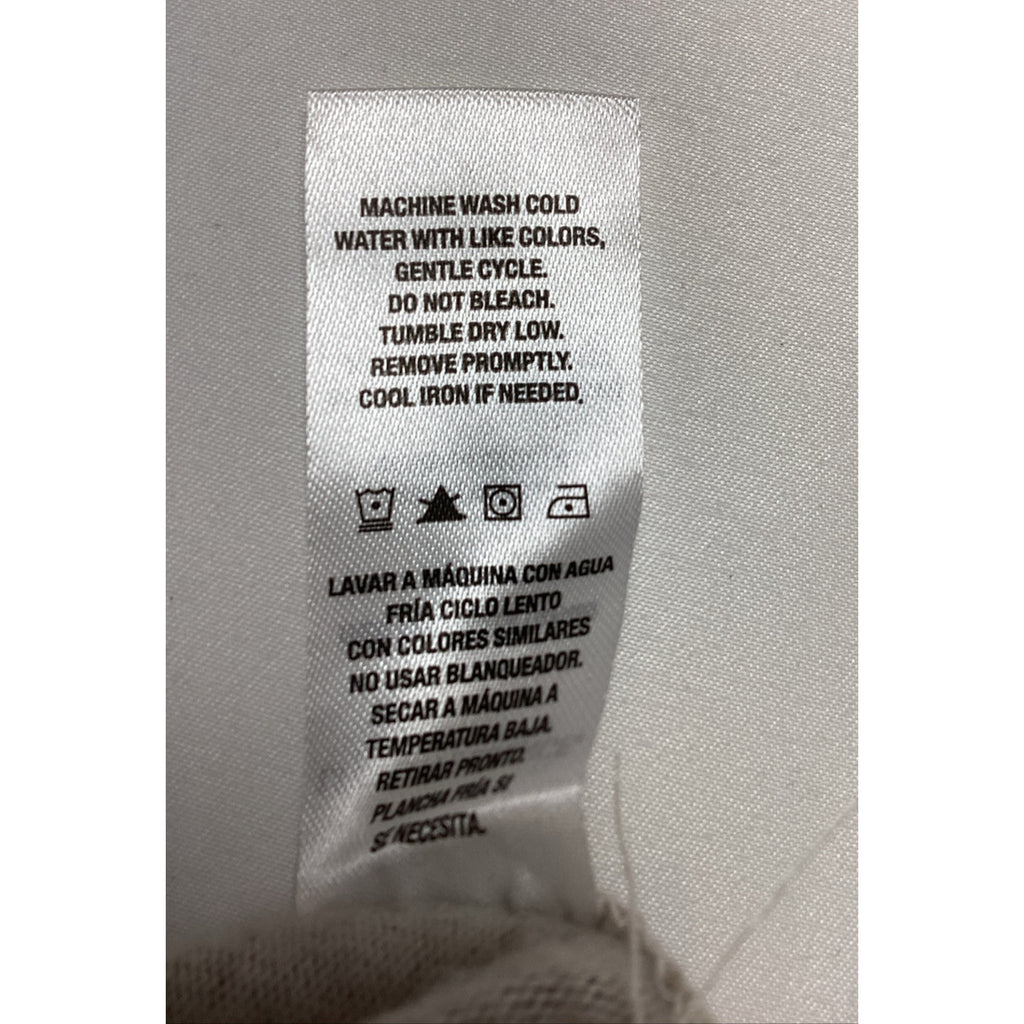 MACHINE WASH COLD
WATER WITH LIKE COLORS,
GENTLE CYCLE.
DO NOT BLEACH.
TUMBLE DRY LOW.
REMOVE PROMPTLY.
COOL IRON IF NEEDED.
LAVAR A MÁQUINA CON AGUA
FRÍA CICLO LENTO
CON COLORES SIMILARES
NO USAR BLANQUEADOR.
SECAR A MÁQUINA A
TEMPERATURA BAJA.
RETIRAR PRONTO.
PLANCHA FRÍA SI
SE NECESITA.